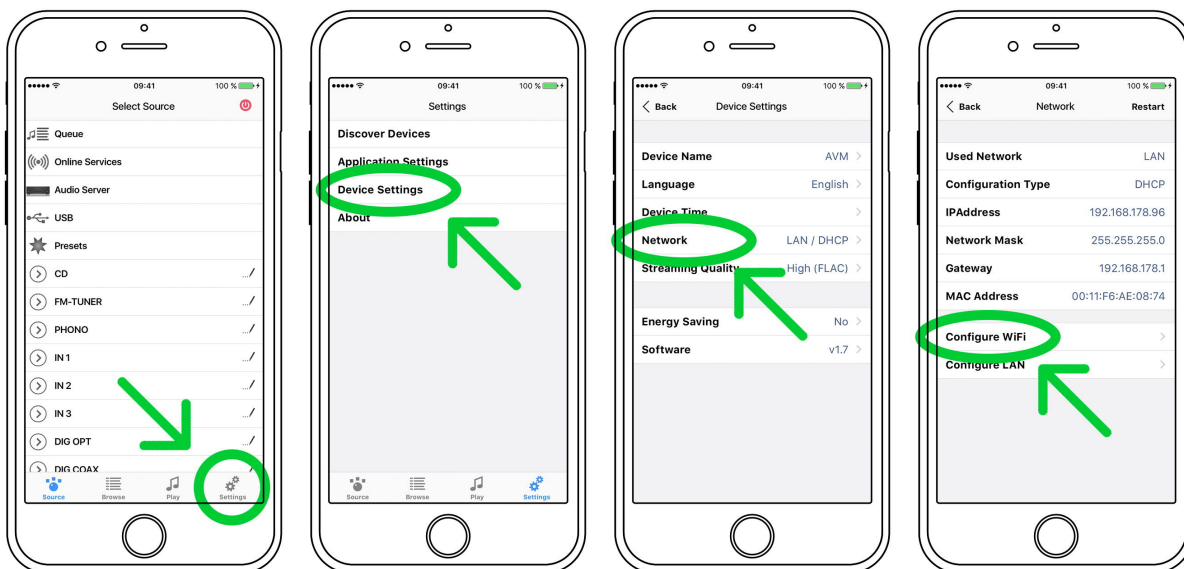 09:41 100 %
Select Source
Queue
Online Services
Audio Server
USB
Presets
CD .../
FM-TUNER .../
PHONO .../
IN 1 .../
IN 2 .../
IN 3 .../
DIG OPT .../
DIG COAX
Source Browse Play Settings
09:41 100 %
Settings
Discover Devices
Application Settings
Device Settings
About
Source Browse Play Settings
09:41 100 %
Back Device Settings
Device Name AVM
Language English
Device Time
Network LAN / DHCP
Streaming Quality High (FLAC)
Energy Saving No
Software v1.7
09:41 100 %
Back Network Restart
Used Network LAN
Configuration Type DHCP
IPAddress 192.168.178.96
Network Mask 255.255.255.0
Gateway 192.168.178.1
MAC Address 00:11:F6:AE:08:74
Configure WiFi
Configure LAN